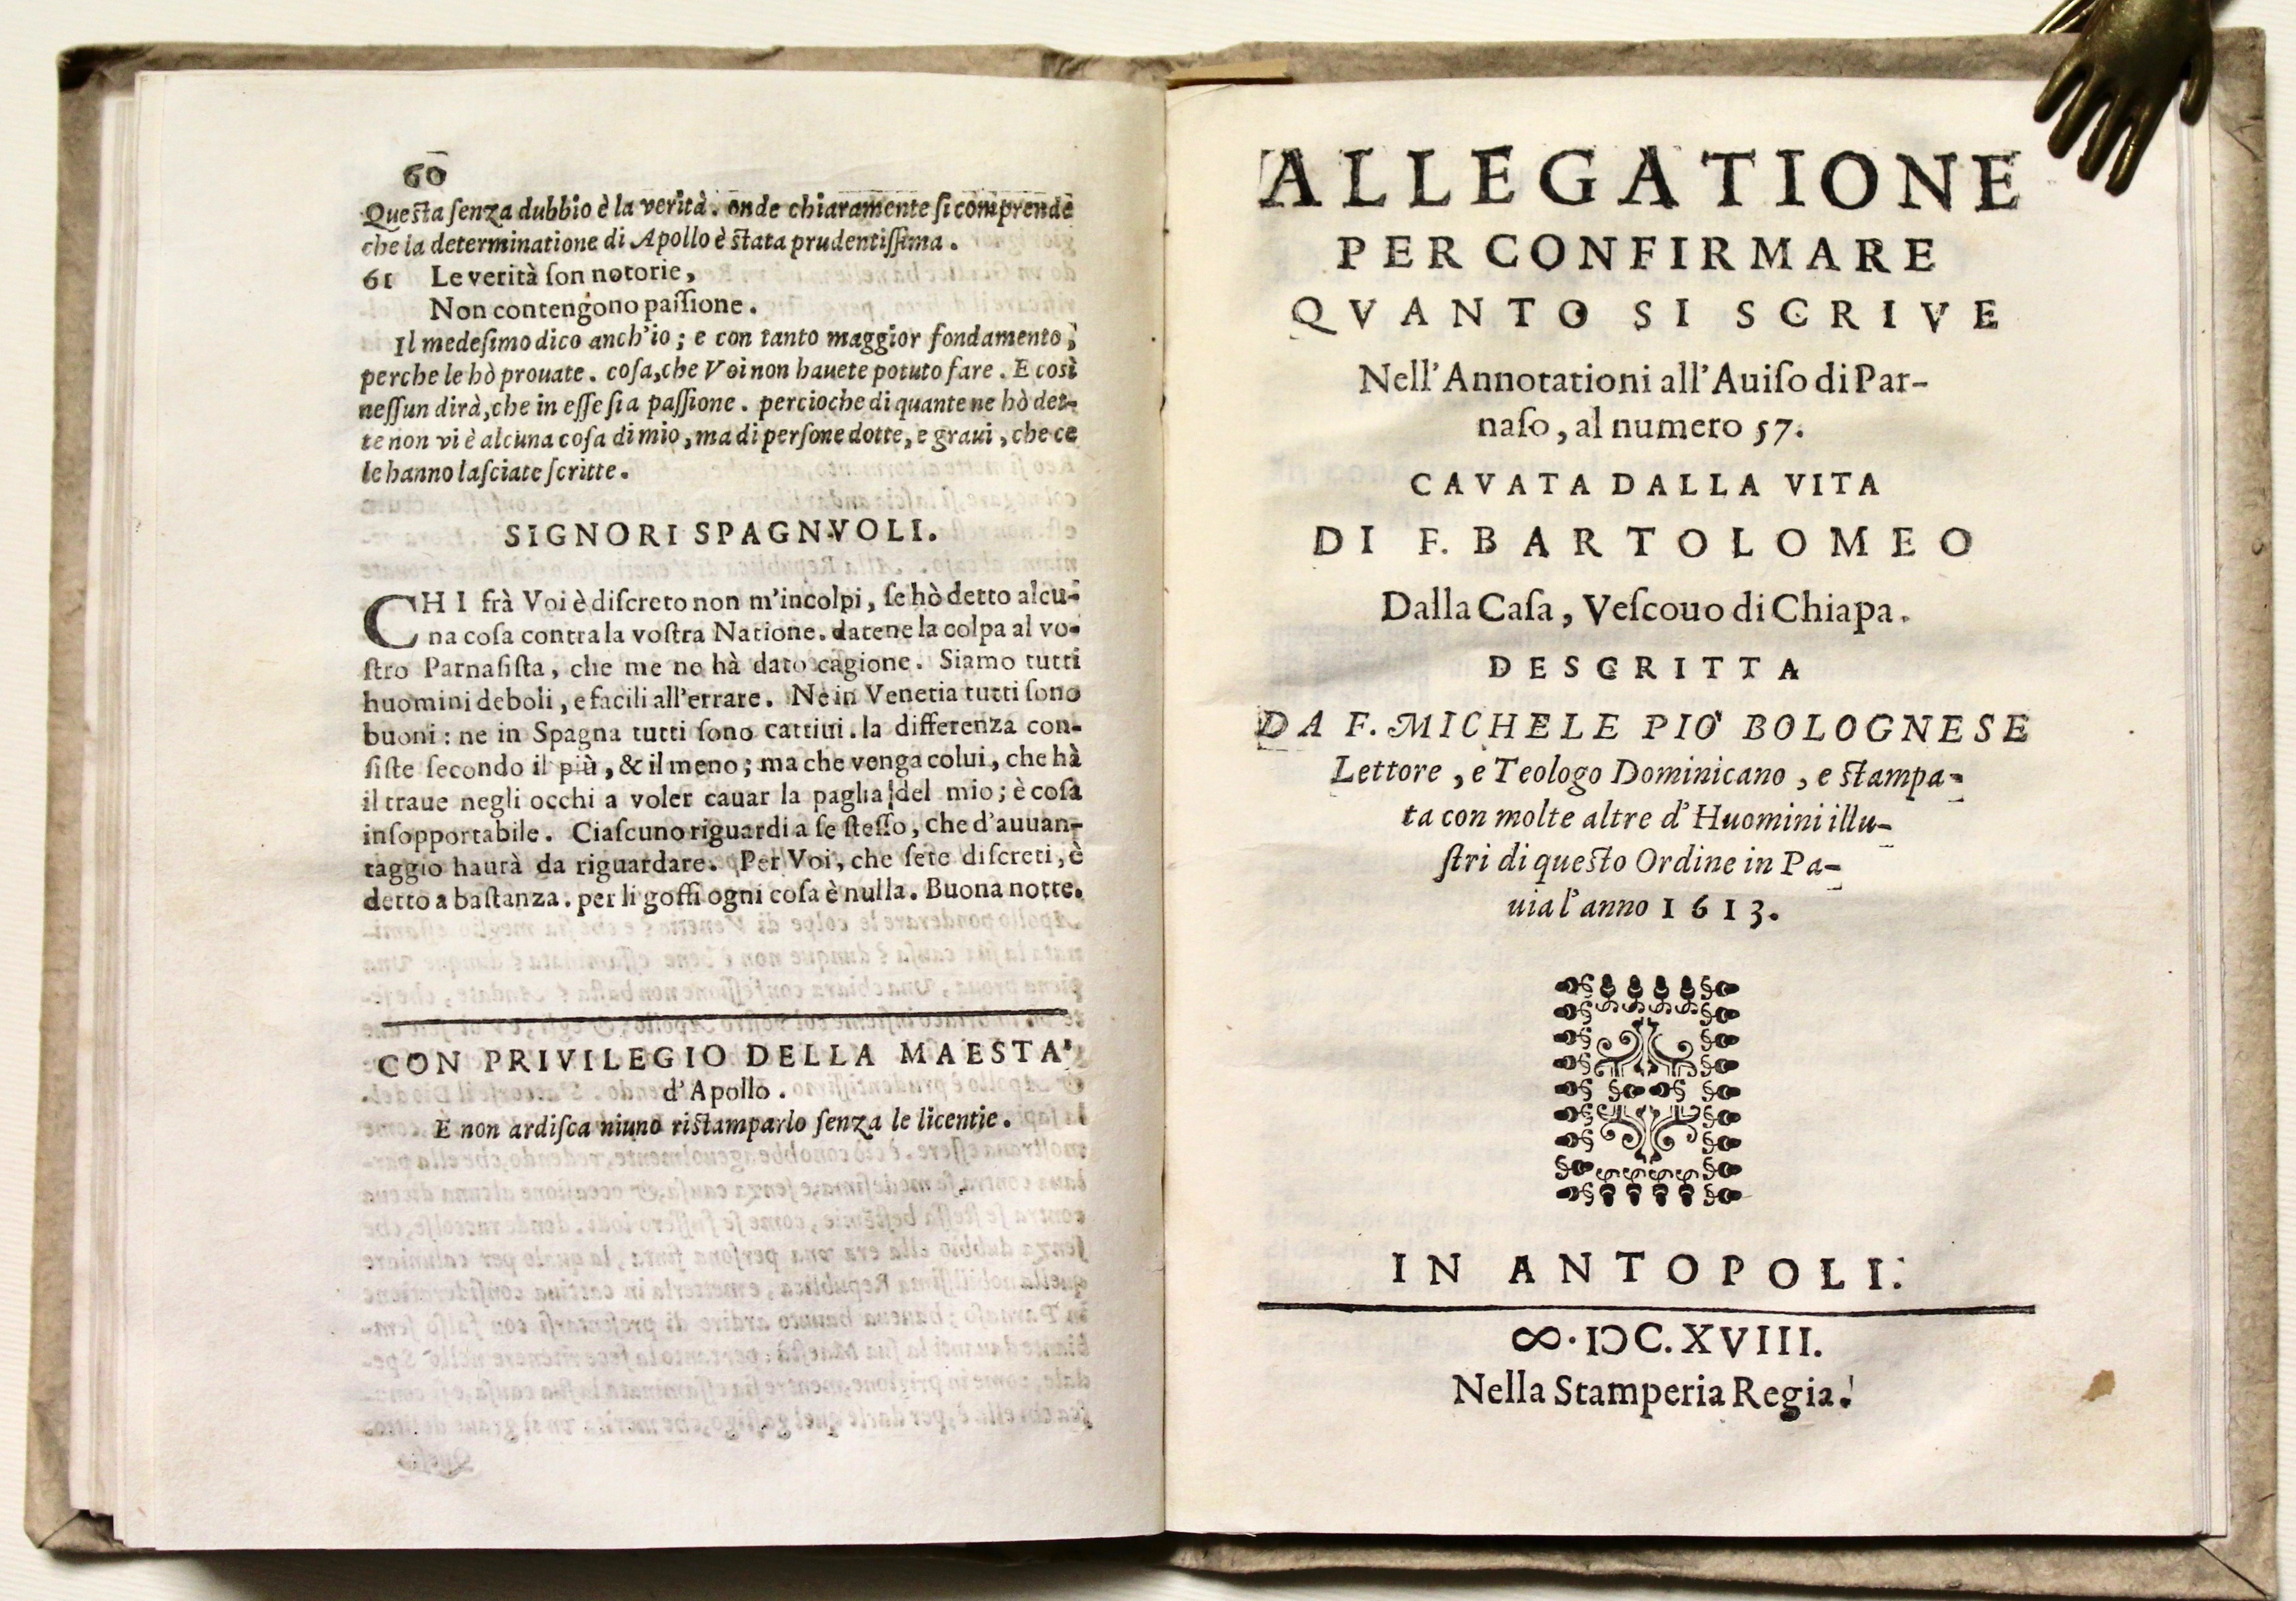 60
Queſta ſenza dubbio è la verità. onde chiaramente ſi comprende
che la determinatione di Apollo è ſtata prudentiſſima.
61 Le verità ſon notorie,
Non contengono paſſione.
Il medeſimo dico anch'io; e con tanto maggior fondamento,
perche le hò prouate. coſa, che Voi non hauete potuto fare. E così
neſſun dirà, che in eſſe ſia paſſione. percioche di quante ne hò det-
te non vi è alcuna coſa di mio, ma di perſone dotte, e graui, che ce
le hanno laſciate ſcritte.
SIGNORI SPAGNVOLI.
CHI frà Voi è diſcreto non m'incolpi, ſe hò detto alcu-
na coſa contra la voſtra Natione. datene la colpa al vo-
ſtro Parnaſiſta, che me ne hà dato cagione. Siamo tutti
huomini deboli, e facili all'errare. Ne in Venetia tutti ſono
buoni: ne in Spagna tutti ſono cattiui. la differenza con-
ſiſte ſecondo il più, & il meno; ma che venga colui, che hà
il traue negli occhi a voler cauar la paglia del mio; è coſa
inſopportabile. Ciaſcuno riguardi a ſe ſteſſo, che d'auuan-
taggio haurà da riguardare. Per Voi, che ſete diſcreti, è
detto a baſtanza. per li goffi ogni coſa è nulla. Buona notte.
CON PRIVILEGIO DELLA MAESTA'
d'Apollo.
E non ardiſca niuno riſtamparlo ſenza le licentie.
ALLEGATIONE
PER CONFIRMARE
QVANTO SI SCRIVE
Nell'Annotationi all'Auiſo di Par-
naſo, al numero 57.
CAVATA DALLA VITA
DI F. BARTOLOMEO
Dalla Caſa, Veſcouo di Chiapa.
DESCRITTA
DA F. MICHELE PIO BOLOGNESE
Lettore, e Teologo Dominicano, e ſtampa-
ta con molte altre d'Huomini illu-
ſtri di queſto Ordine in Pa-
uia l'anno 1613.
IN ANTOPOLI.
∞.IƆC.XVIII.
Nella Stamperia Regia.